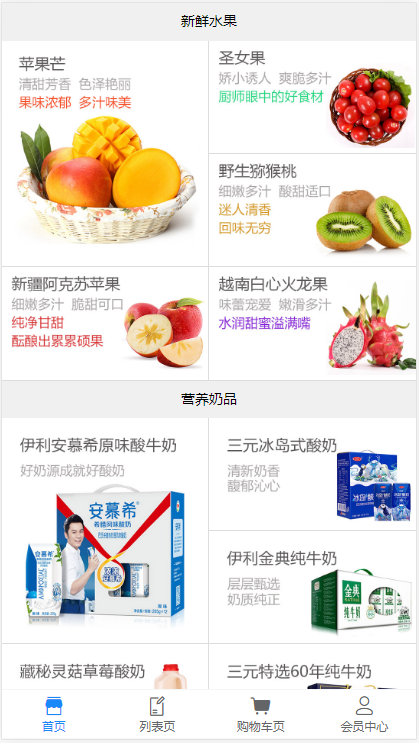 新鲜水果
苹果芒
清甜芳香 色泽艳丽
果味浓郁 多汁味美
圣女果
娇小诱人 爽脆多汁
厨师眼中的好食材
野生猕猴桃
细嫩多汁 酸甜适口
迷人清香
回味无穷
新疆阿克苏苹果
细嫩多汁 脆甜可口
纯净甘甜
酝酿出累累硕果
越南白心火龙果
味蕾宠爱 嫩滑多汁
水润甜蜜溢满嘴
营养奶品
伊利安慕希原味酸牛奶
好奶源成就好酸奶
安慕希
希腊风味酸奶
安慕希
三元冰岛式酸奶
清新奶香
馥郁沁心
冰岛
伊利金典纯牛奶
层层甄选
奶质纯正
金典
纯牛奶
藏秘灵菇草莓酸奶
三元特选60年纯牛奶
首页
列表页
购物车页
会员中心